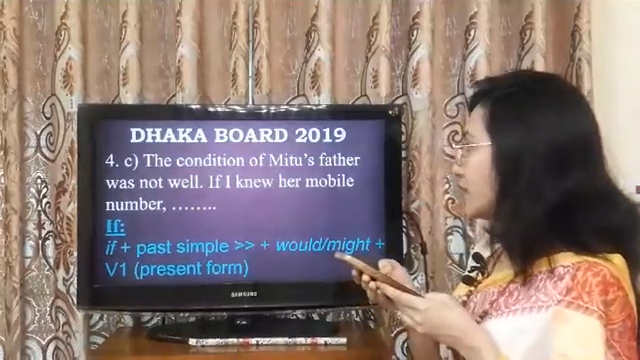 DHAKA BOARD 2019
4. c) The condition of Mitu's father
was not well. If I knew her mobile
number, ……..
If:
if + past simple >> + would/might +
V1 (present form)
SAMSUNG